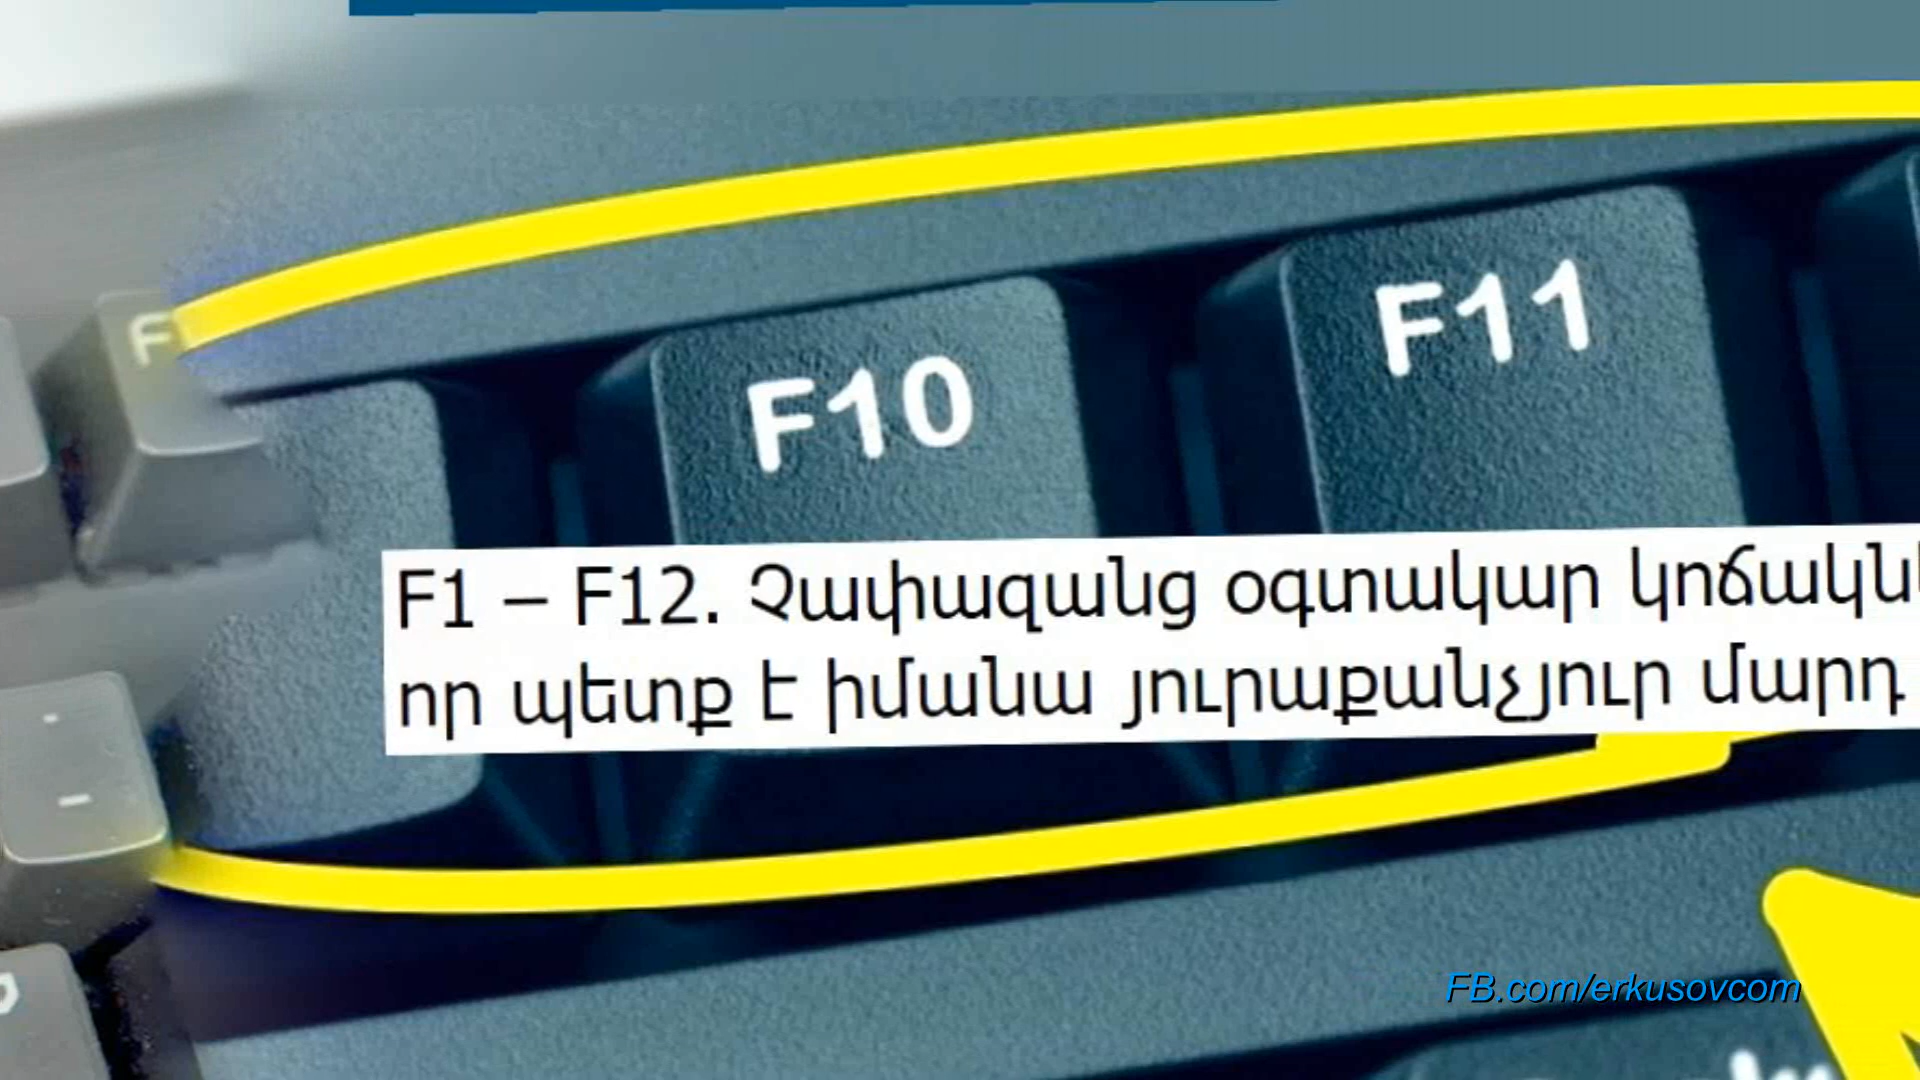 F10
F11
F
F1 – F12. Չափազանց օգտակար
որ պետք է իմանա յուրաքանչյուր մարդ
FB.com/erkusovcom